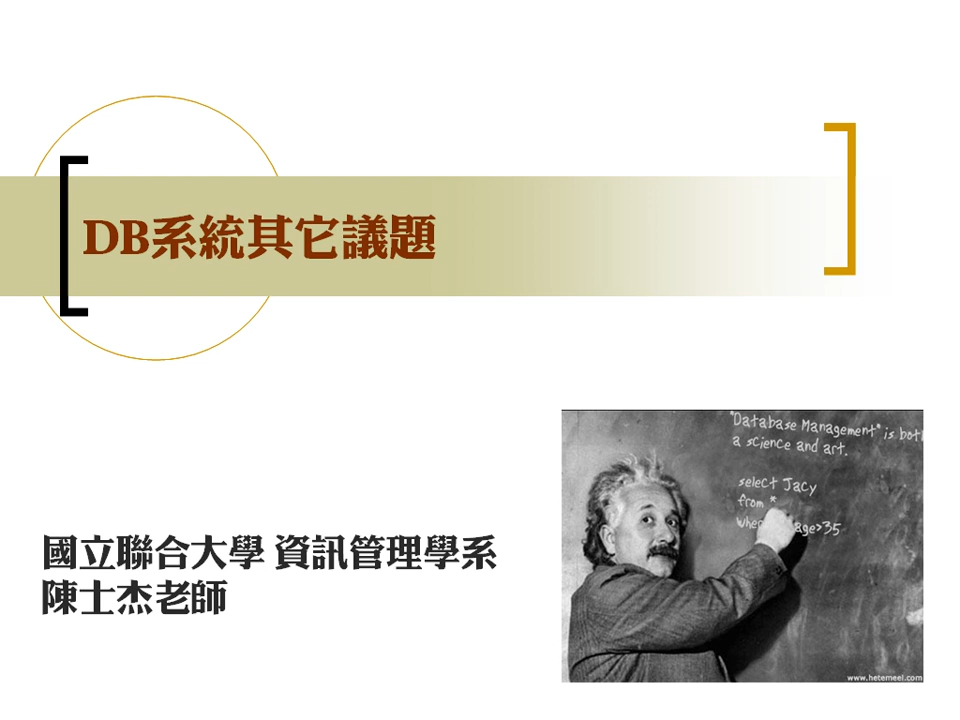 DB系統其它議題
"Database Management" is both
a science and art.
select Jacy
from *
where age>35
國立聯合大學 資訊管理學系
陳士杰老師
www.hetemeel.com